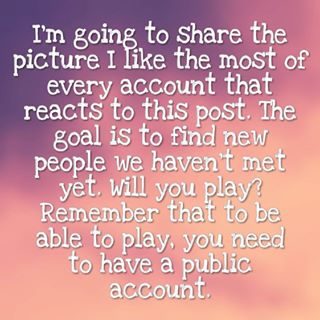 I'm going to share the
picture I like the most of
every account that
reacts to this post. The
goal is to find new
people we haven't met
yet. Will you play?
Remember that to be
able to play, you need
to have a public
account.